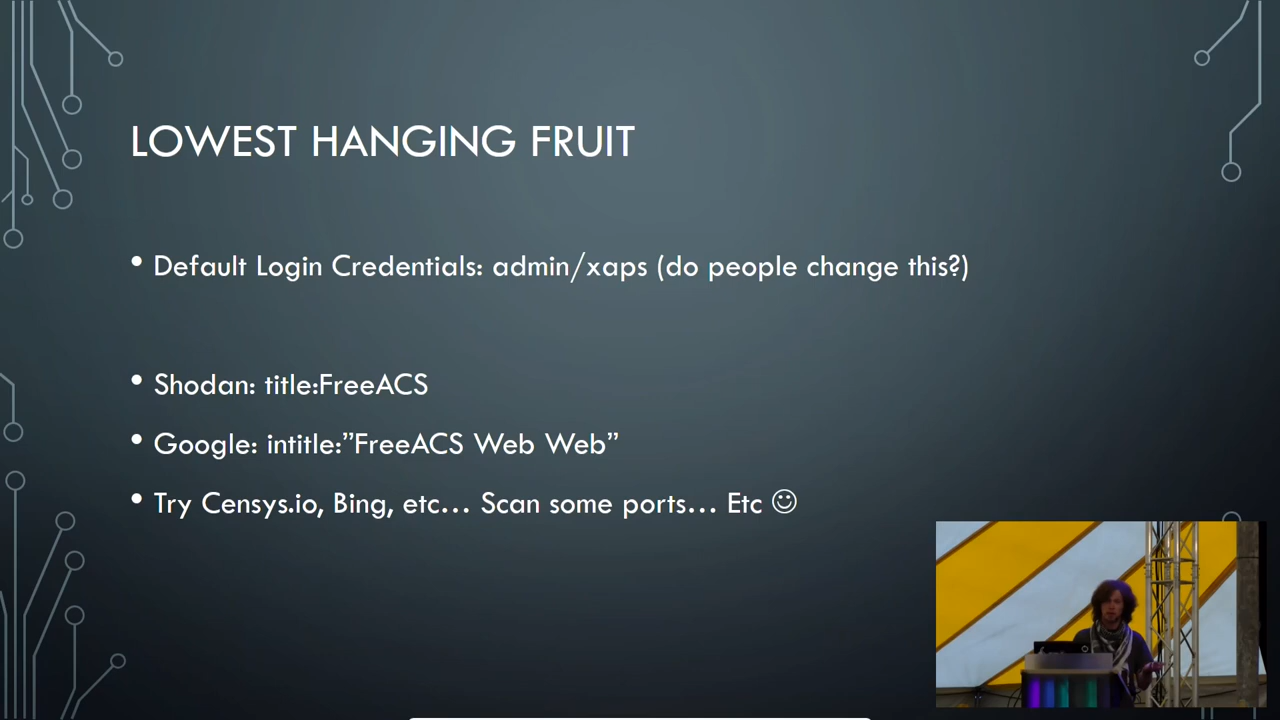 LOWEST HANGING FRUIT
• Default Login Credentials: admin/xaps (do people change this?)
• Shodan: title:FreeACS
• Google: intitle:”FreeACS Web Web”
• Try Censys.io, Bing, etc... Scan some ports... Etc ☺